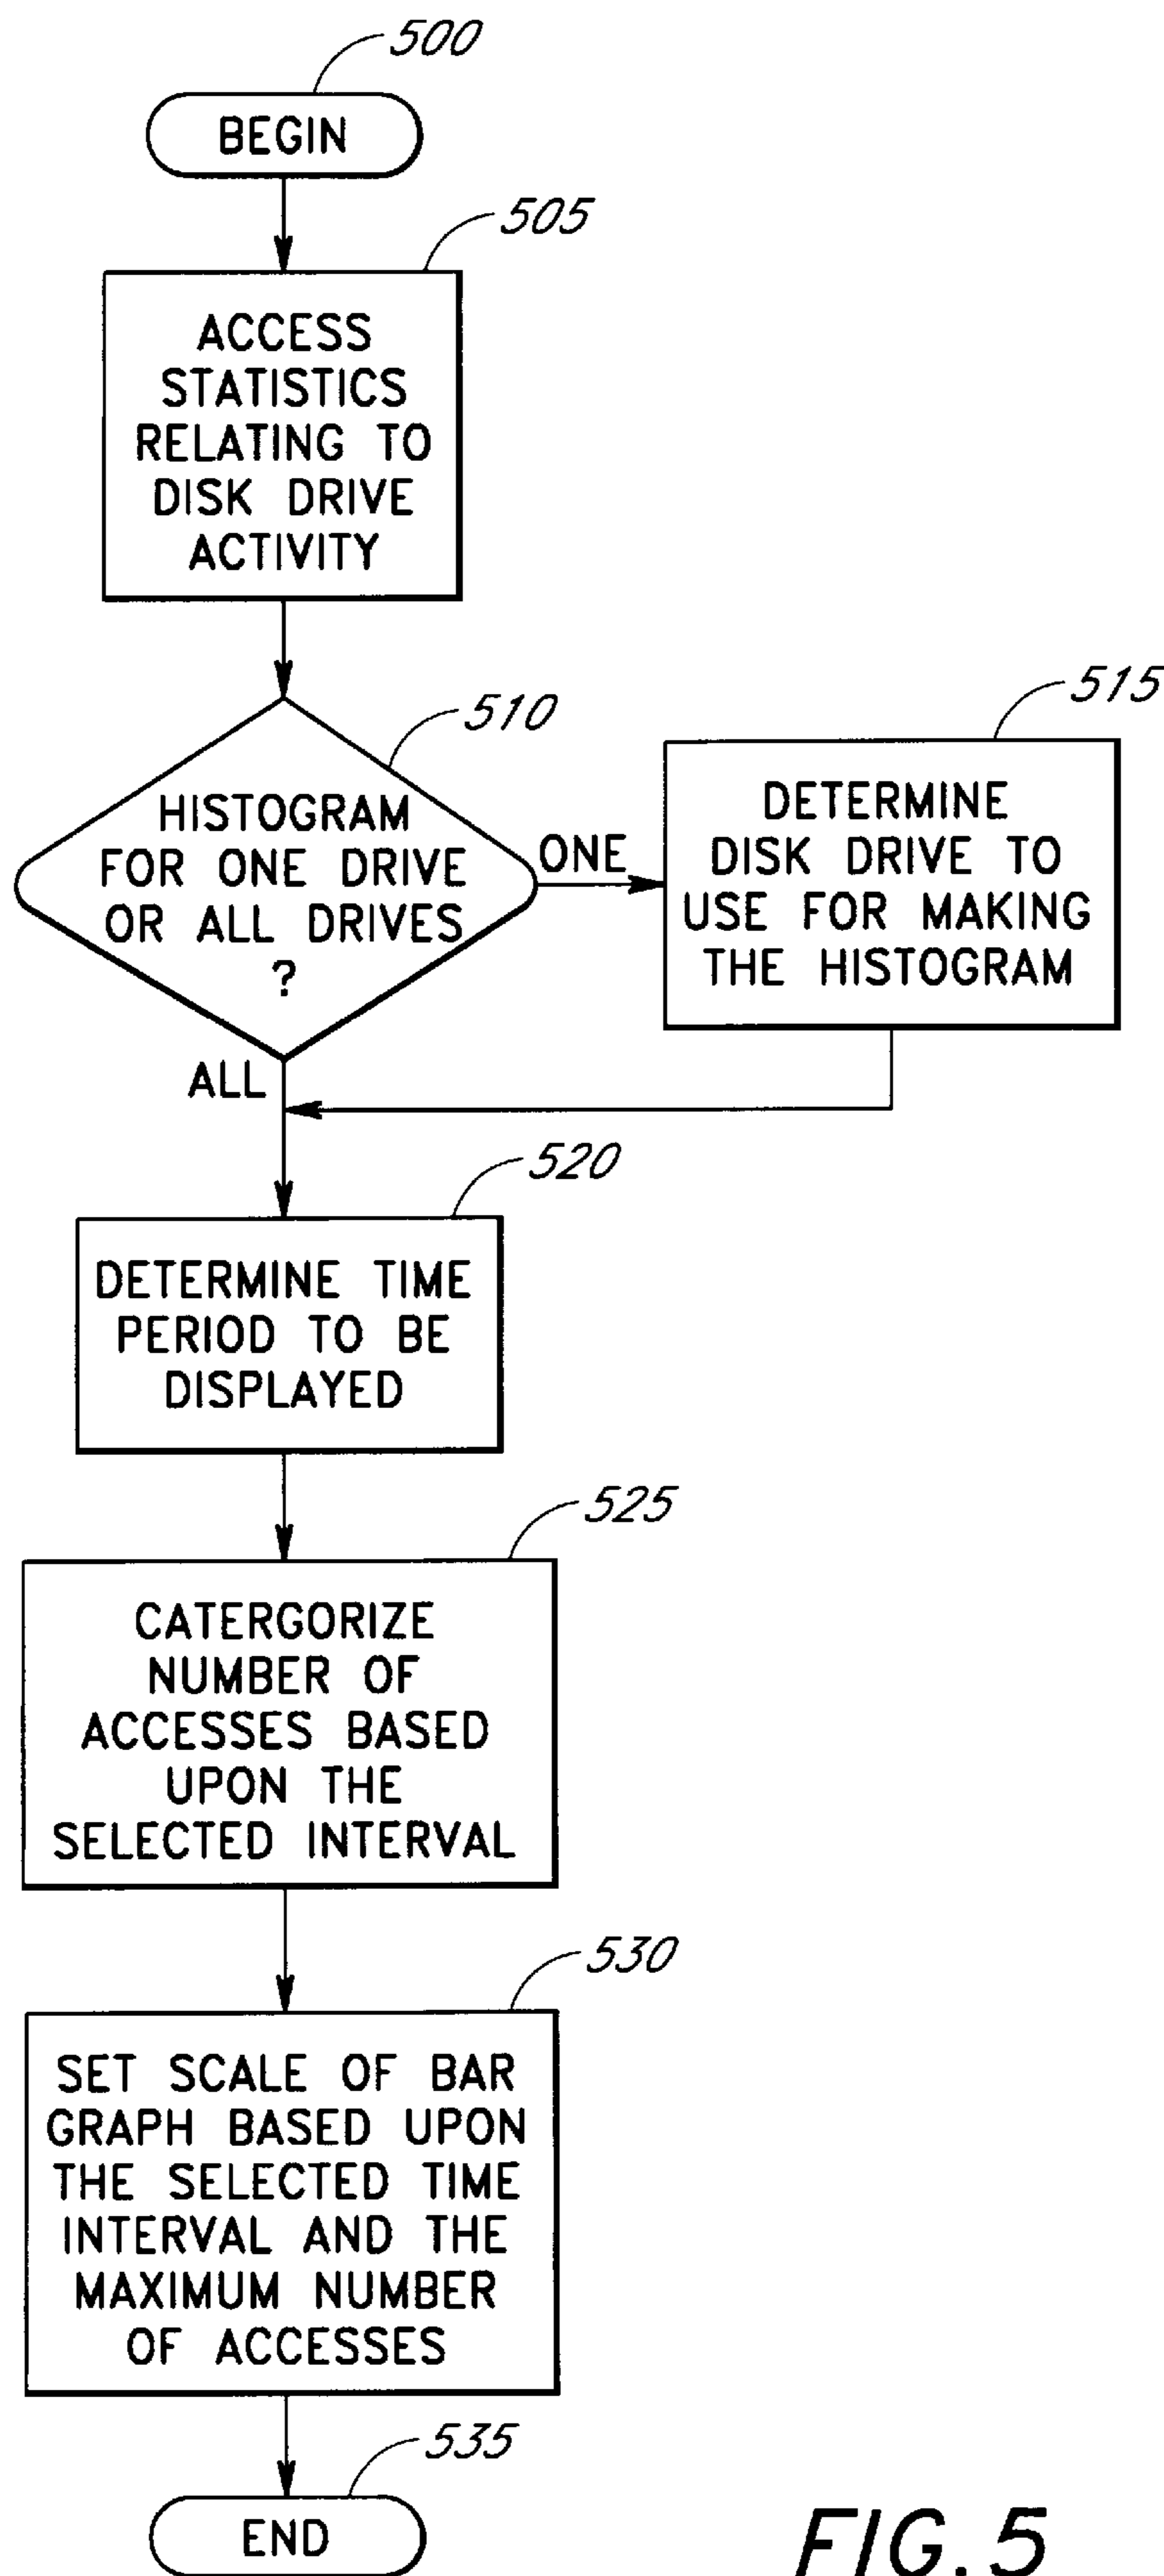 500
BEGIN
505
ACCESS
STATISTICS
RELATING TO
DISK DRIVE
ACTIVITY
510
HISTOGRAM
FOR ONE DRIVE
OR ALL DRIVES
?
ONE
515
DETERMINE
DISK DRIVE TO
USE FOR MAKING
THE HISTOGRAM
ALL
520
DETERMINE TIME
PERIOD TO BE
DISPLAYED
525
CATERGORIZE
NUMBER OF
ACCESSES BASED
UPON THE
SELECTED INTERVAL
530
SET SCALE OF BAR
GRAPH BASED UPON
THE SELECTED TIME
INTERVAL AND THE
MAXIMUM NUMBER
OF ACCESSES
535
END
FIG. 5